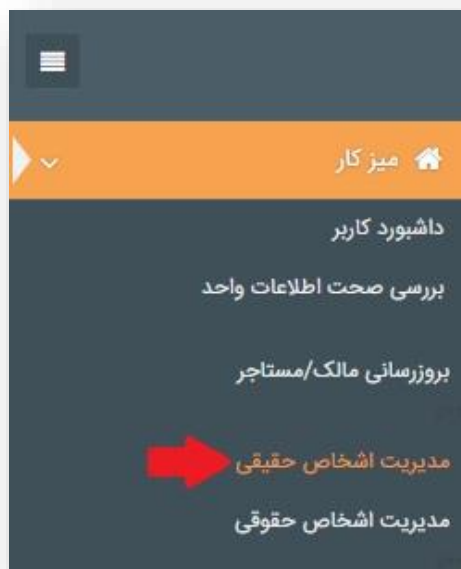 میز کار
داشبورد کاربر
بررسی صحت اطلاعات واحد
بروزرسانی مالک/مستاجر
مدیریت اشخاص حقیقی
مدیریت اشخاص حقوقی